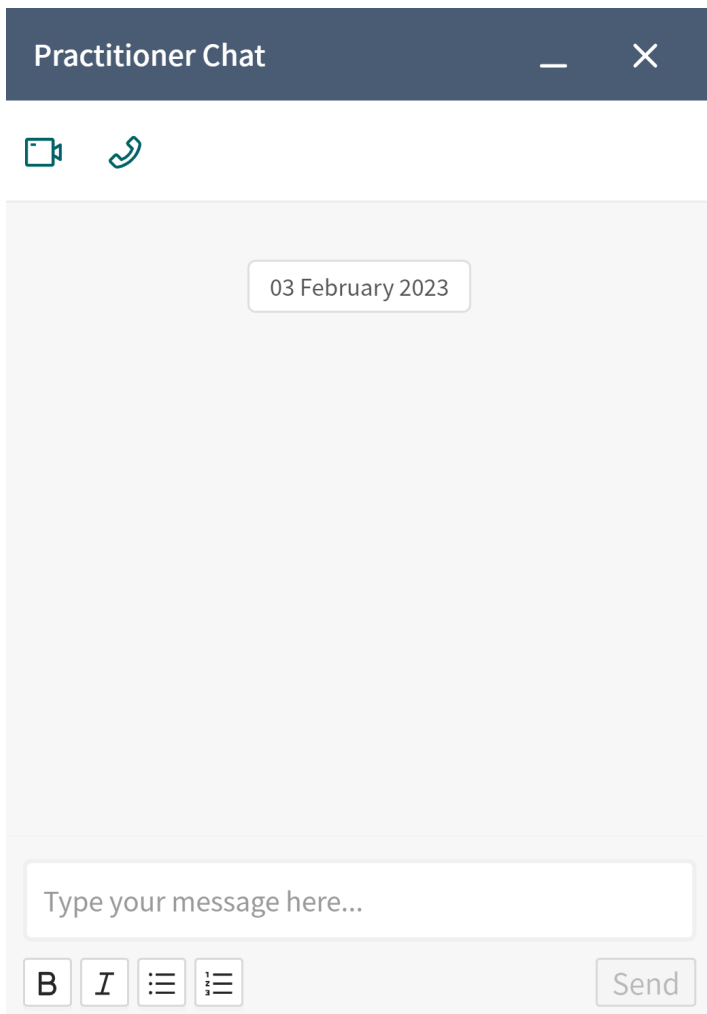 Practitioner Chat
03 February 2023
Type your message here...
B I
Send